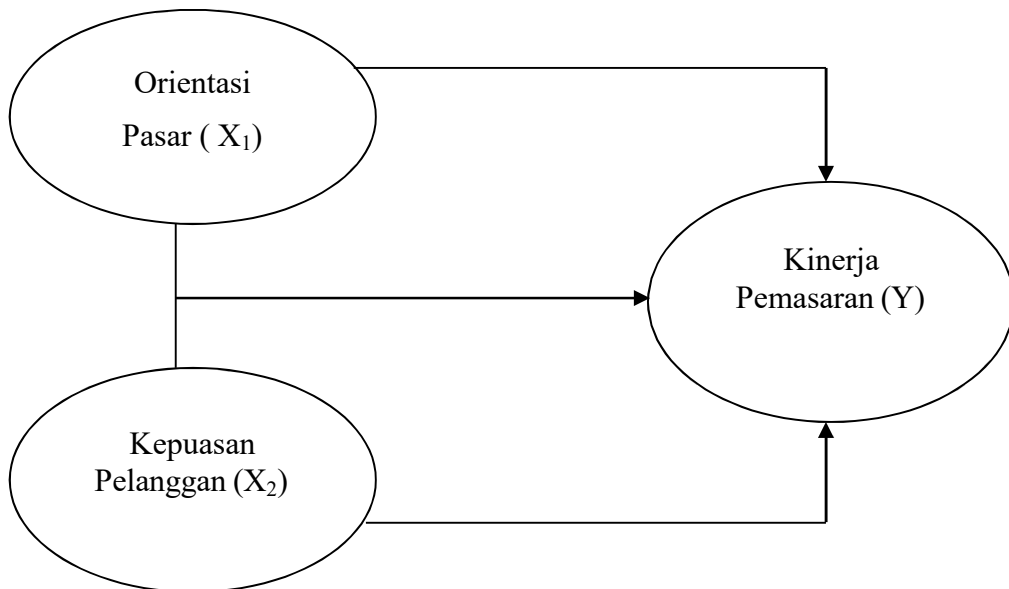 Orientasi
Pasar ( X₁)
Kinerja
Pemasaran (Y)
Kepuasan
Pelanggan (X₂)